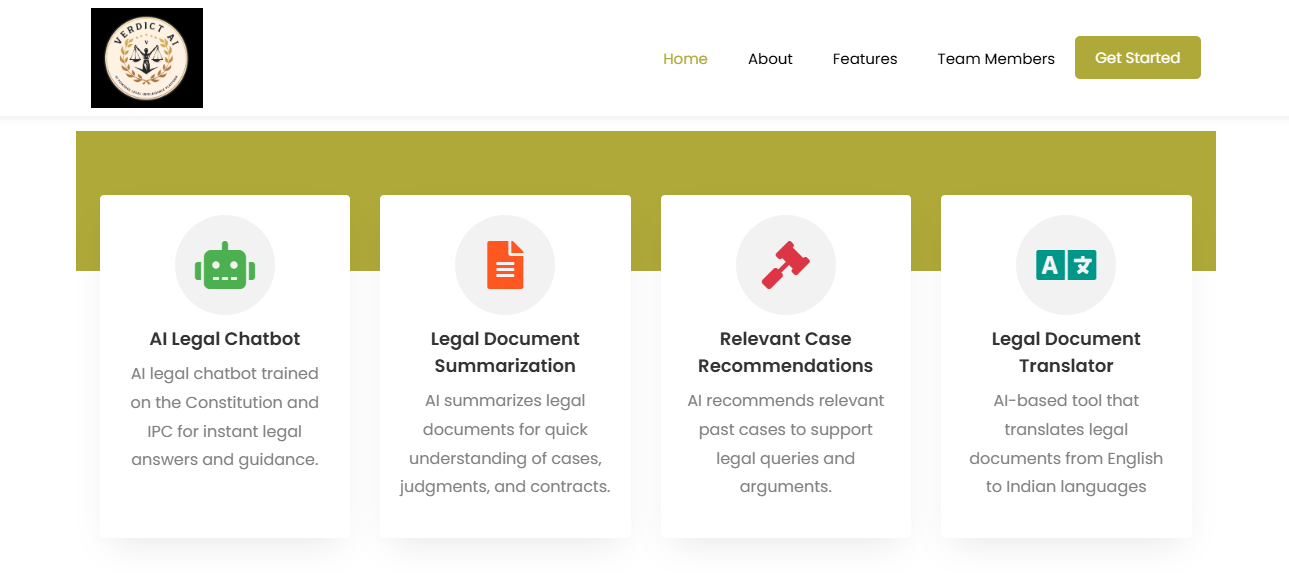 VERDICT AI
Home
About
Features
Team Members
Get Started
AI Legal Chatbot
AI legal chatbot trained
on the Constitution and
IPC for instant legal
answers and guidance.
Legal Document
Summarization
AI summarizes legal
documents for quick
understanding of cases,
judgments, and contracts.
Relevant Case
Recommendations
AI recommends relevant
past cases to support
legal queries and
arguments.
A
Legal Document
Translator
AI-based tool that
translates legal
documents from English
to Indian languages